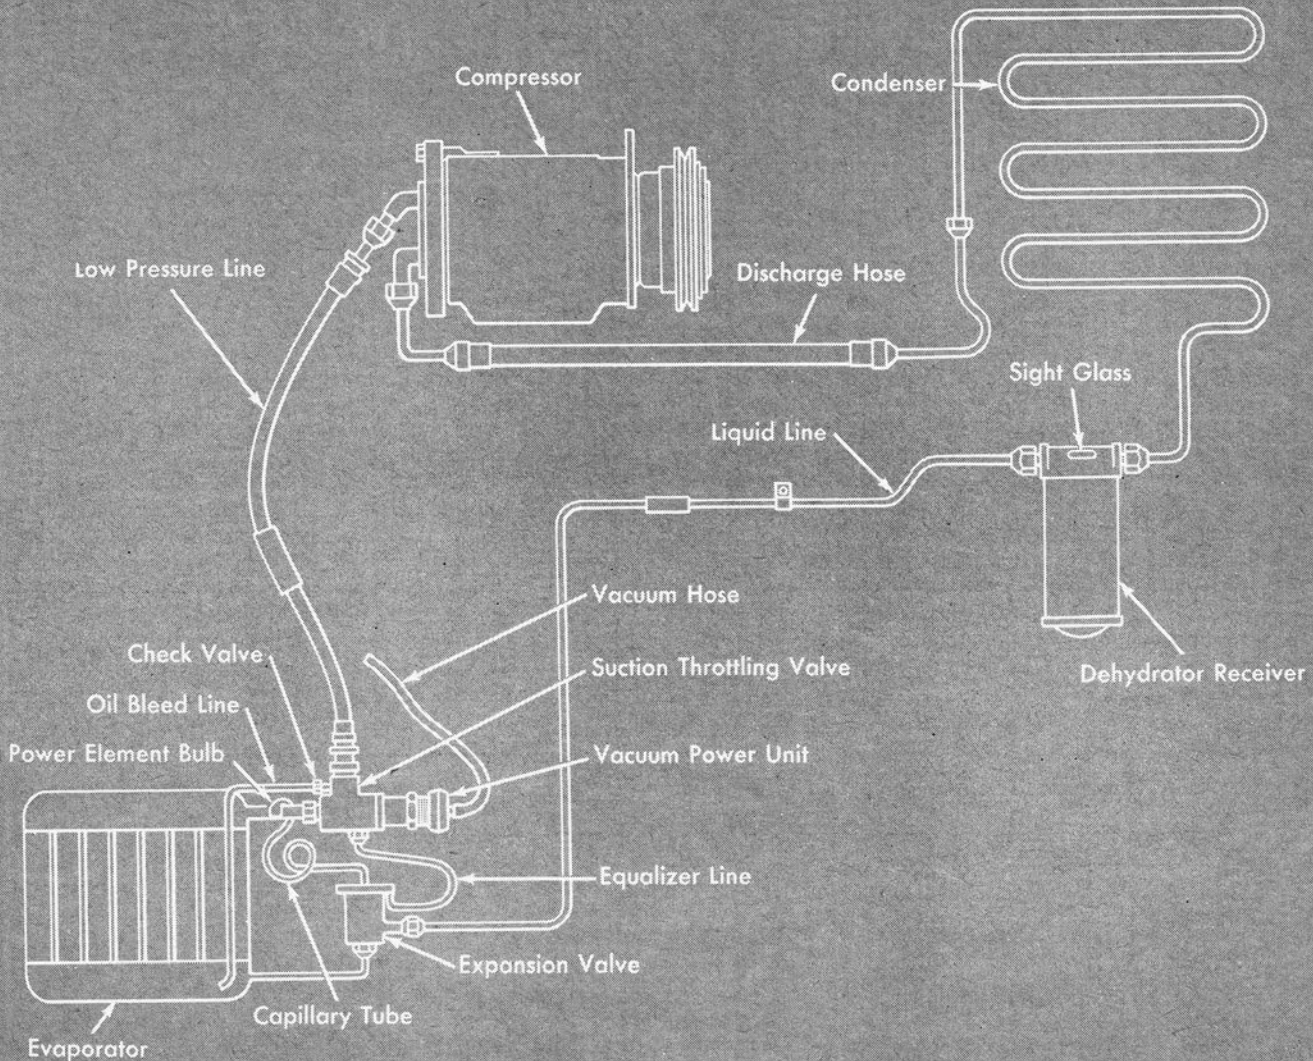 Compressor
Condenser
Low Pressure Line
Discharge Hose
Sight Glass
Liquid Line
Vacuum Hose
Check Valve
Suction Throttling Valve
Dehydrator Receiver
Oil Bleed Line
Power Element Bulb
Vacuum Power Unit
Equalizer Line
Expansion Valve
Capillary Tube
Evaporator